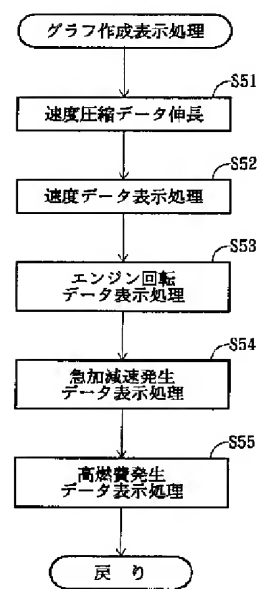 グラフ作成表示処理
S51
速度圧縮データ伸長
S52
速度データ表示処理
S53
エンジン回転
データ表示処理
S54
急加減速発生
データ表示処理
S55
高燃費発生
データ表示処理
戻り